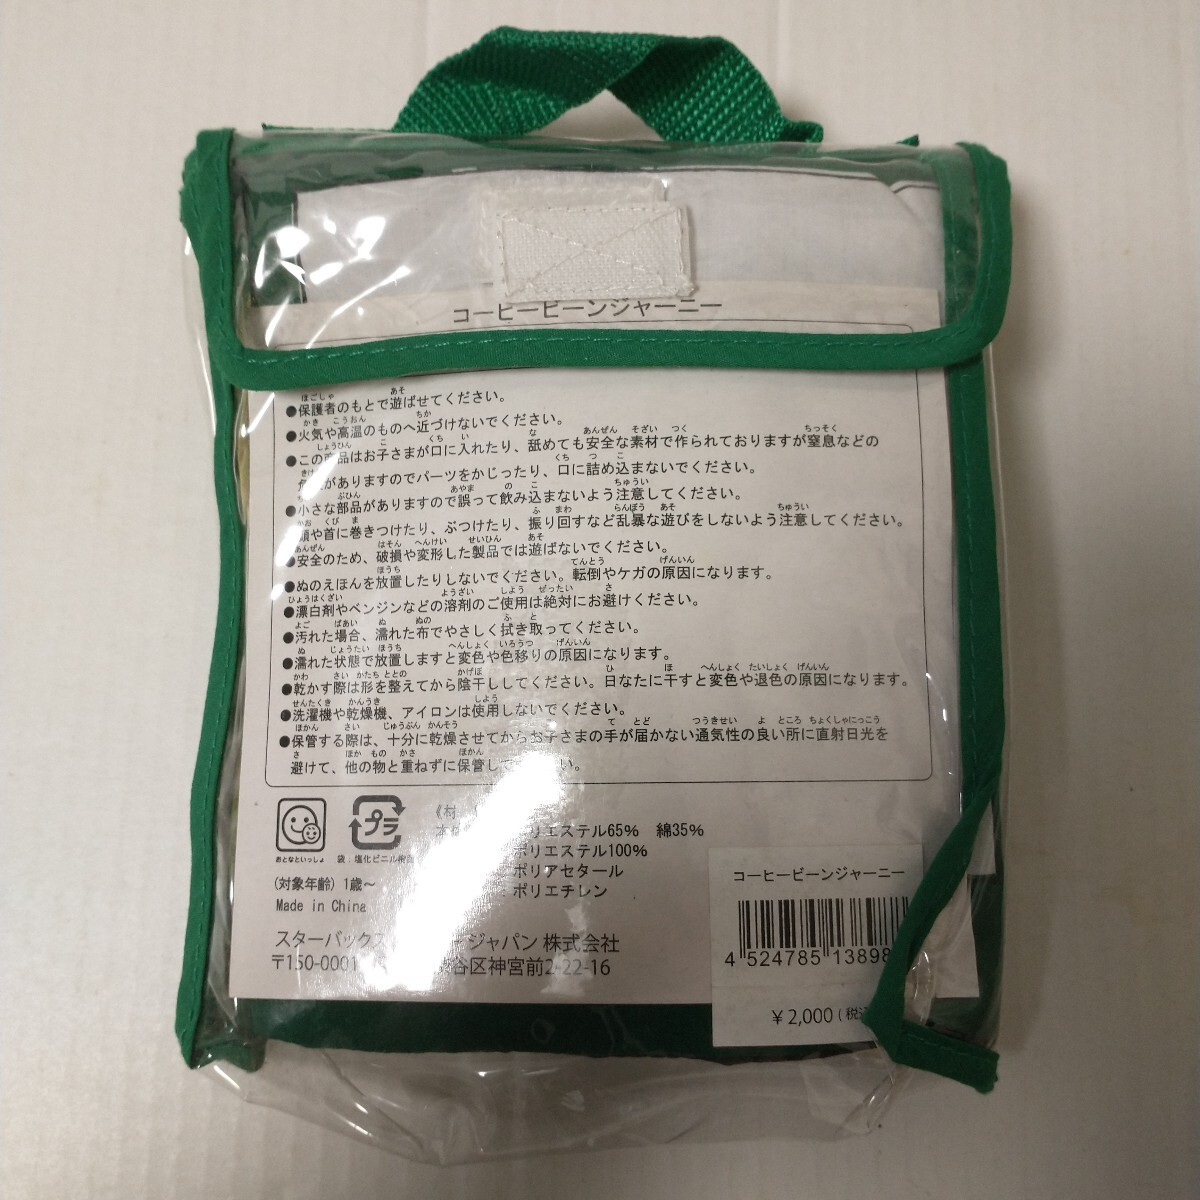 コーヒービーンジャーニー
●保護者のもとで遊ばせてください。
●火気や高温のものへ近づけないでください。
●この商品はお子さまが口に入れたり、舐めても安全な素材で作られておりますが窒息などの
がありますのでパーツをかじったり、口に詰め込まないでください。
●小さな部品がありますので誤って飲み込まないよう注意してください。
や首に巻きつけたり、ぶつけたり、振り回すなど乱暴な遊びをしないよう注意してください。
●安全のため、破損や変形した製品では遊ばないでください。
●ぬのえほんを放置したりしないでください。転倒やケガの原因になります。
●漂白剤やベンジンなどの溶剤のご使用は絶対にお避けください。
●汚れた場合、濡れた布でやさしく拭き取ってください。
●濡れた状態で放置しますと変色や色移りの原因になります。
●乾かす際は形を整えてから陰干ししてください。日なたに干すと変色や退色の原因になります。
●洗濯機や乾燥機、アイロンは使用しないでください。
●保管する際は、十分に乾燥させてからお子さまの手が届かない通気性の良い所に直射日光を
避けて、他の物と重ねずに保管して い。
おとなといっしょ
プラ
袋：塩化ビニル樹脂
(対象年齢) 1歳～
Made in China
《材
本体 リエステル65% 綿35%
ポリエステル100%
ポリアセタール
ポリエチレン
スターバックス ジャパン 株式会社
〒150-0001 谷区神宮前2-22-16
コーヒービーンジャーニー
4 524785 13898
￥2,000 (税込